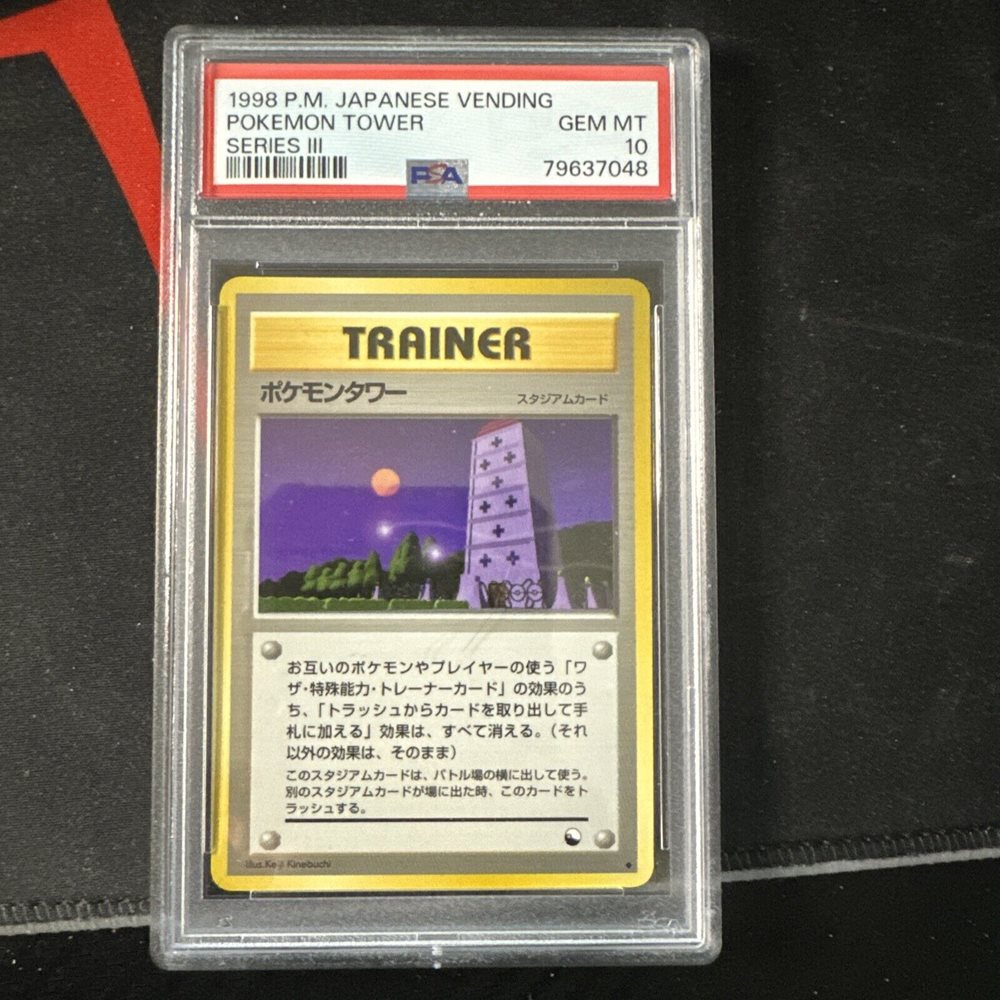 1998 P.M. JAPANESE VENDING
POKEMON TOWER GEM MT
SERIES III 10
PSA 79637048
TRAINER
ポケモンタワー
スタジアムカード
お互いのポケモンやプレイヤーの使う「ワ
ザ・特殊能力・トレーナーカード」の効果のう
ち、「トラッシュからカードを取り出して手
札に加える」効果は、すべて消える。(それ
以外の効果は、そのまま)
このスタジアムカードは、バトル場の横に出して使う。
別のスタジアムカードが場に出た時、このカードをト
ラッシュする。
Illus. Keiji Kinebuchi